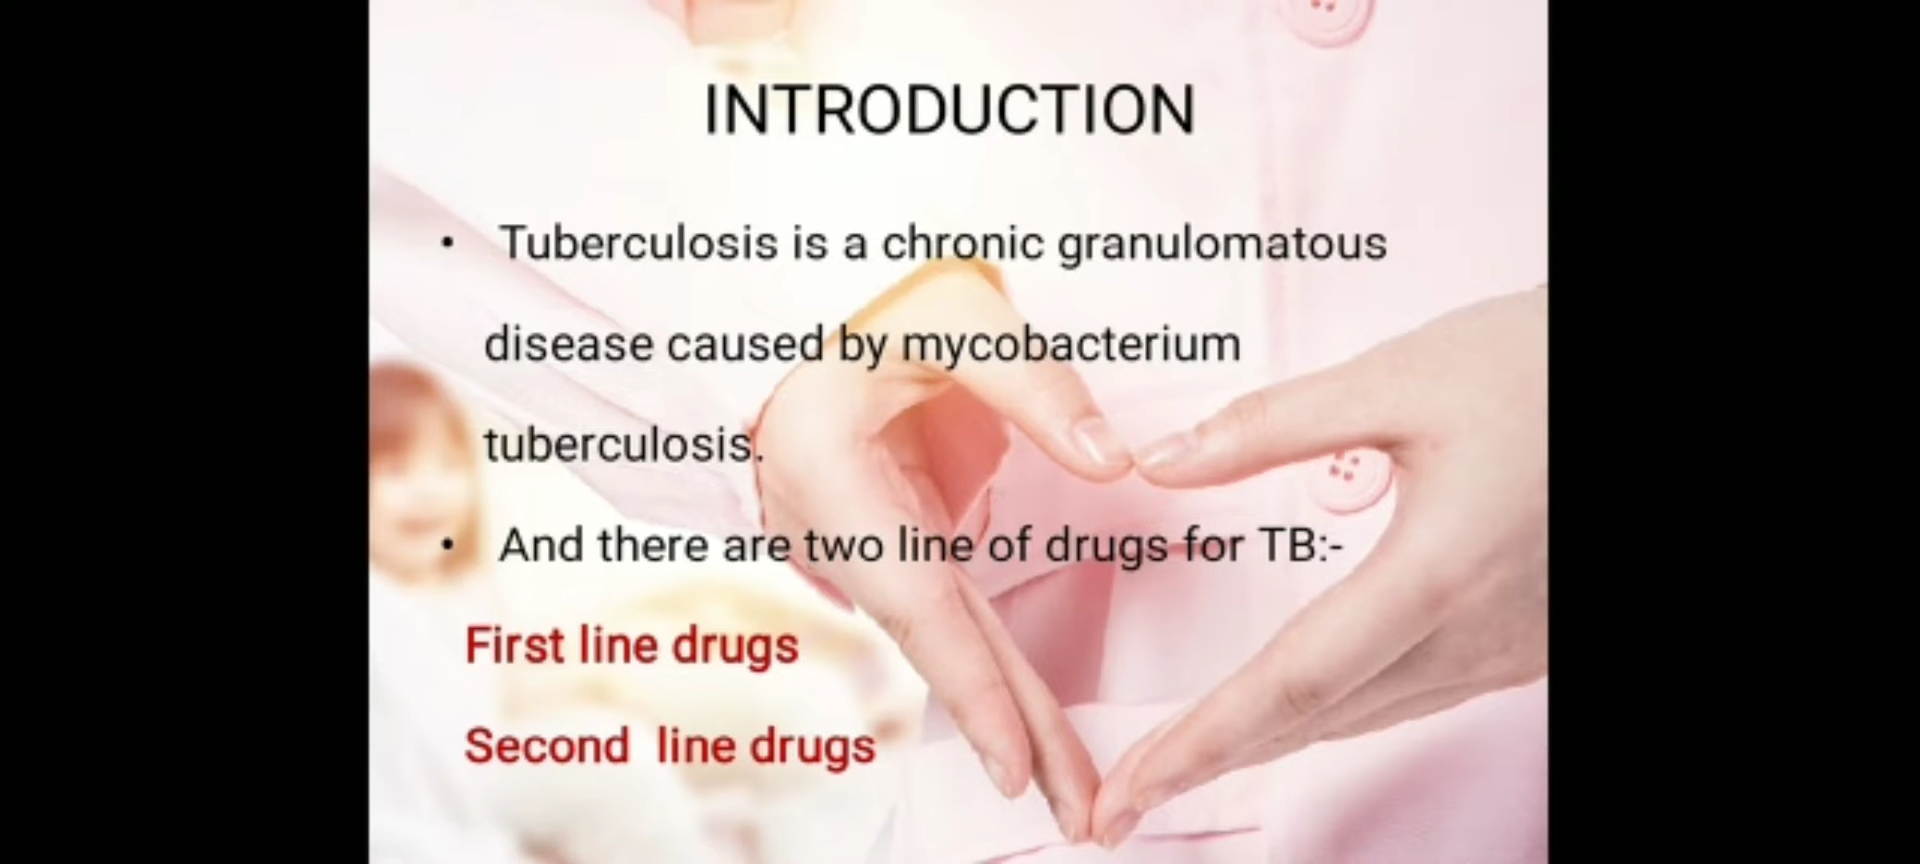 INTRODUCTION
• Tuberculosis is a chronic granulomatous
disease caused by mycobacterium
tuberculosis.
• And there are two line of drugs for TB:-
First line drugs
Second line drugs